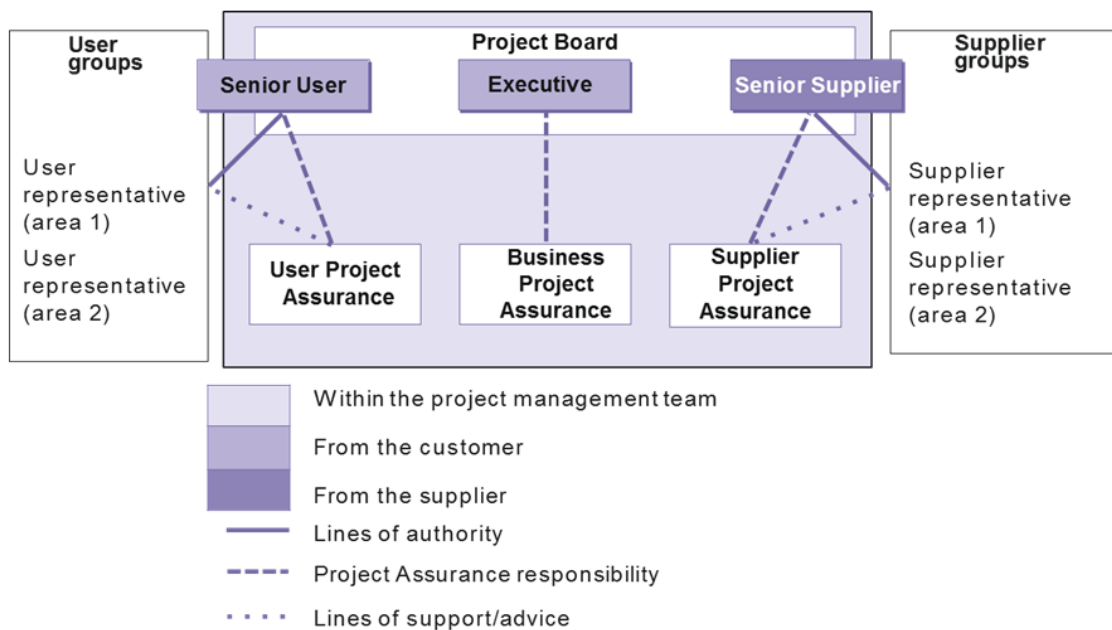 User
groups
User
representative
(area 1)
User
representative
(area 2)
Project Board
Senior User
Executive
Senior Supplier
User Project
Assurance
Business
Project
Assurance
Supplier
Project
Assurance
Supplier
groups
Supplier
representative
(area 1)
Supplier
representative
(area 2)
Within the project management team
From the customer
From the supplier
Lines of authority
Project Assurance responsibility
Lines of support/advice